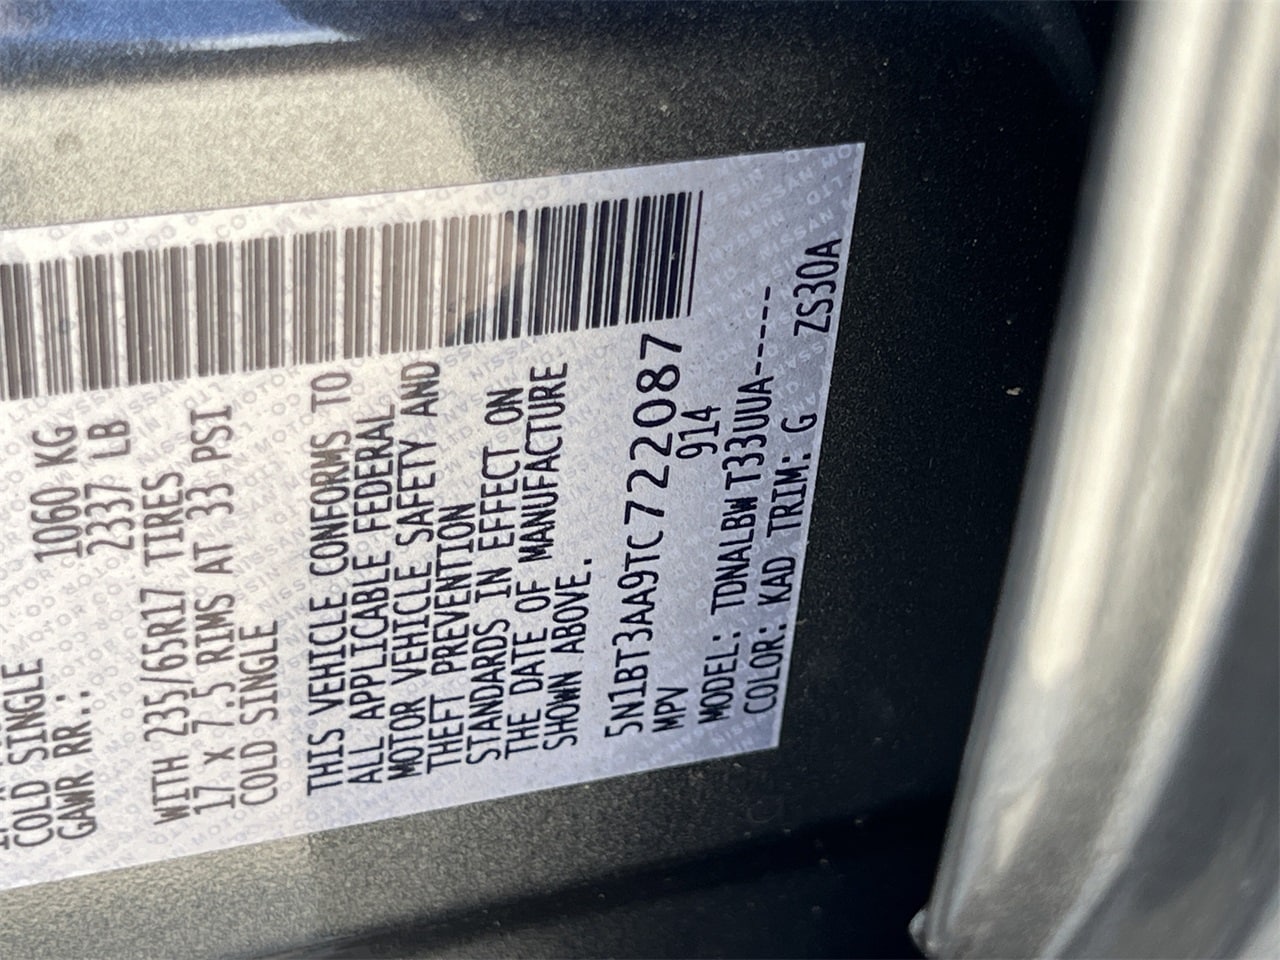 COLD SINGLE
GAWR RR.: 1060 KG
2337 LB
WITH 235/65R17 TIRES
17 X 7.5 RIMS AT 33 PSI
COLD SINGLE
THIS VEHICLE CONFORMS TO
ALL APPLICABLE FEDERAL
MOTOR VEHICLE SAFETY AND
THEFT PREVENTION
STANDARDS IN EFFECT ON
THE DATE OF MANUFACTURE
SHOWN ABOVE.
5N1BT3AA9TC722087
MPV 914
MODEL: TDNALBW T33UUA-----
COLOR: KAD TRIM: G ZS30A